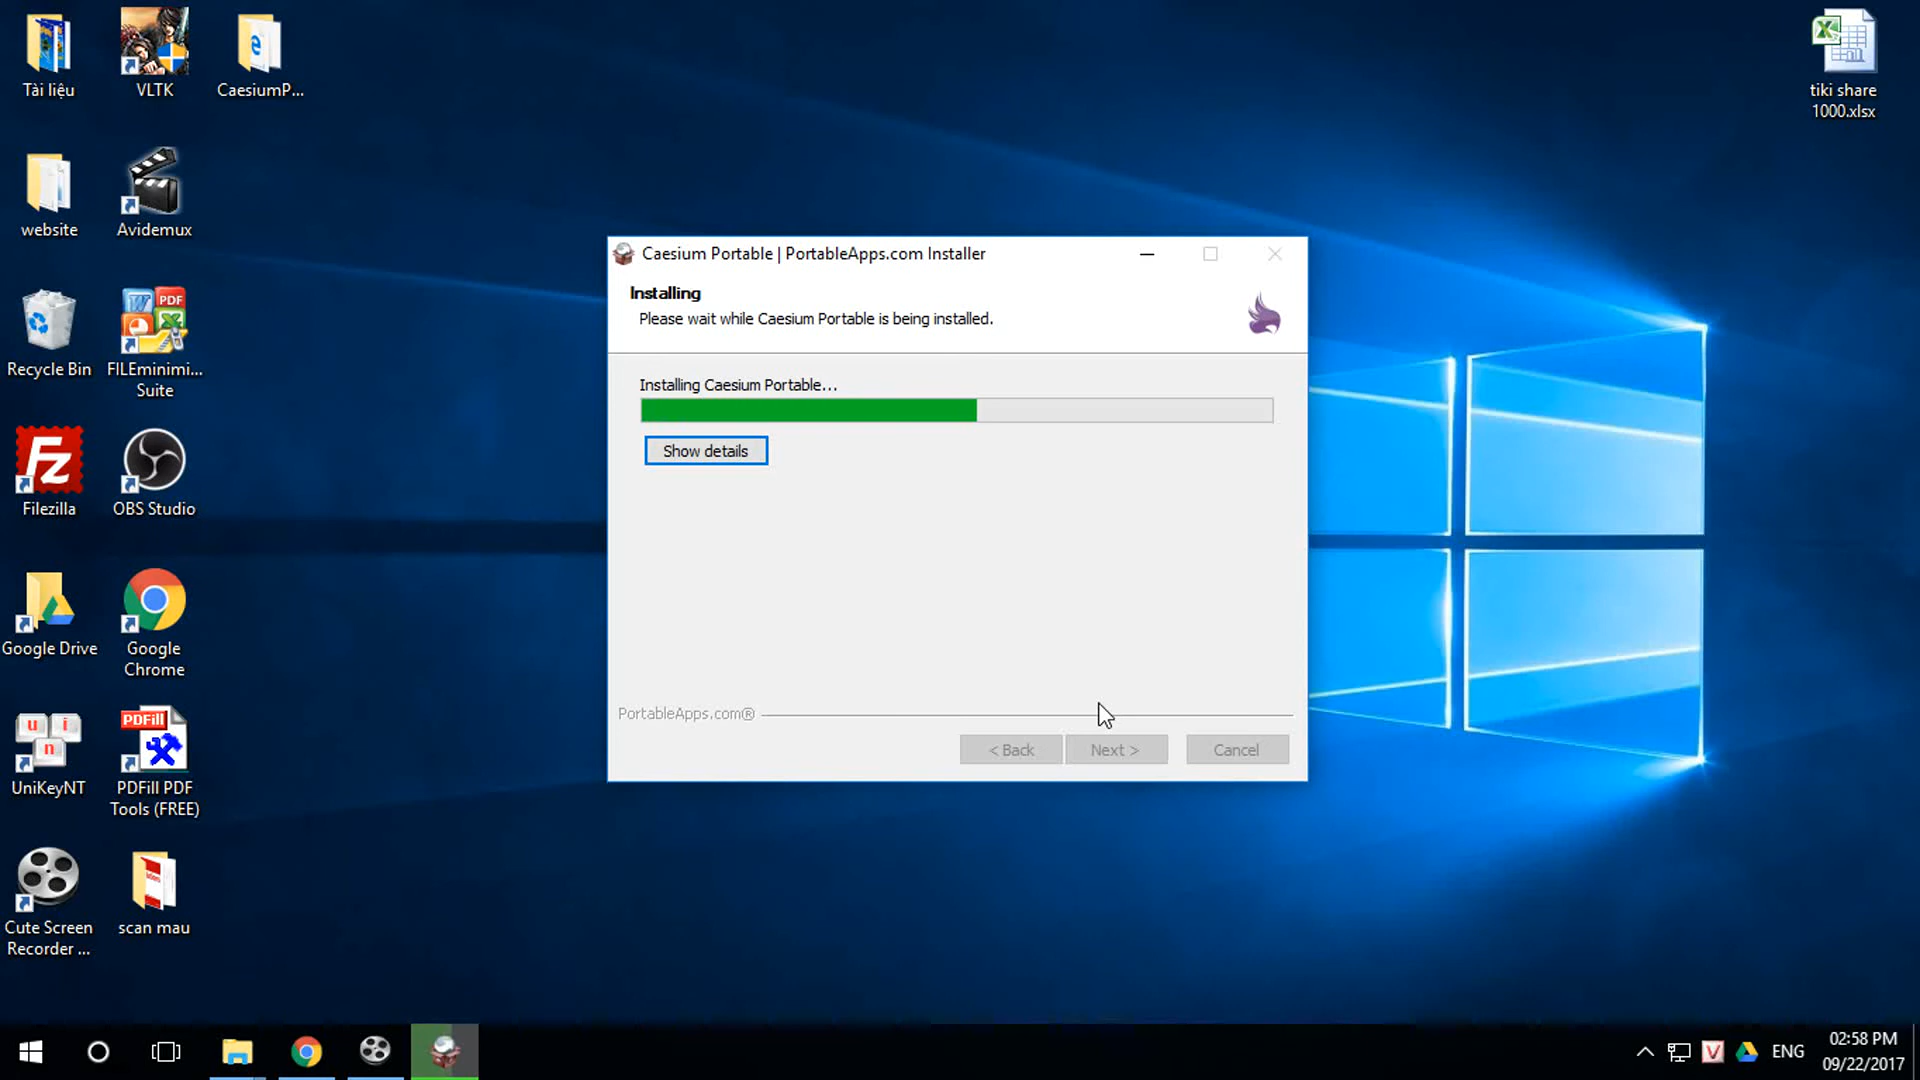 Tài liệu
VLTK
CaesiumP...
tiki share
1000.xlsx
website
Avidemux
Recycle Bin
FILEminimi...
Suite
Filezilla
OBS Studio
Google Drive
Google
Chrome
UniKeyNT
PDFill PDF
Tools (FREE)
Cute Screen
Recorder ...
scan mau
PDF
W
X
Fz
u i
n
PDFill
Caesium Portable | PortableApps.com Installer
Installing
Please wait while Caesium Portable is being installed.
Installing Caesium Portable...
Show details
PortableApps.com®
< Back
Next >
Cancel
V
ENG
02:58 PM
09/22/2017